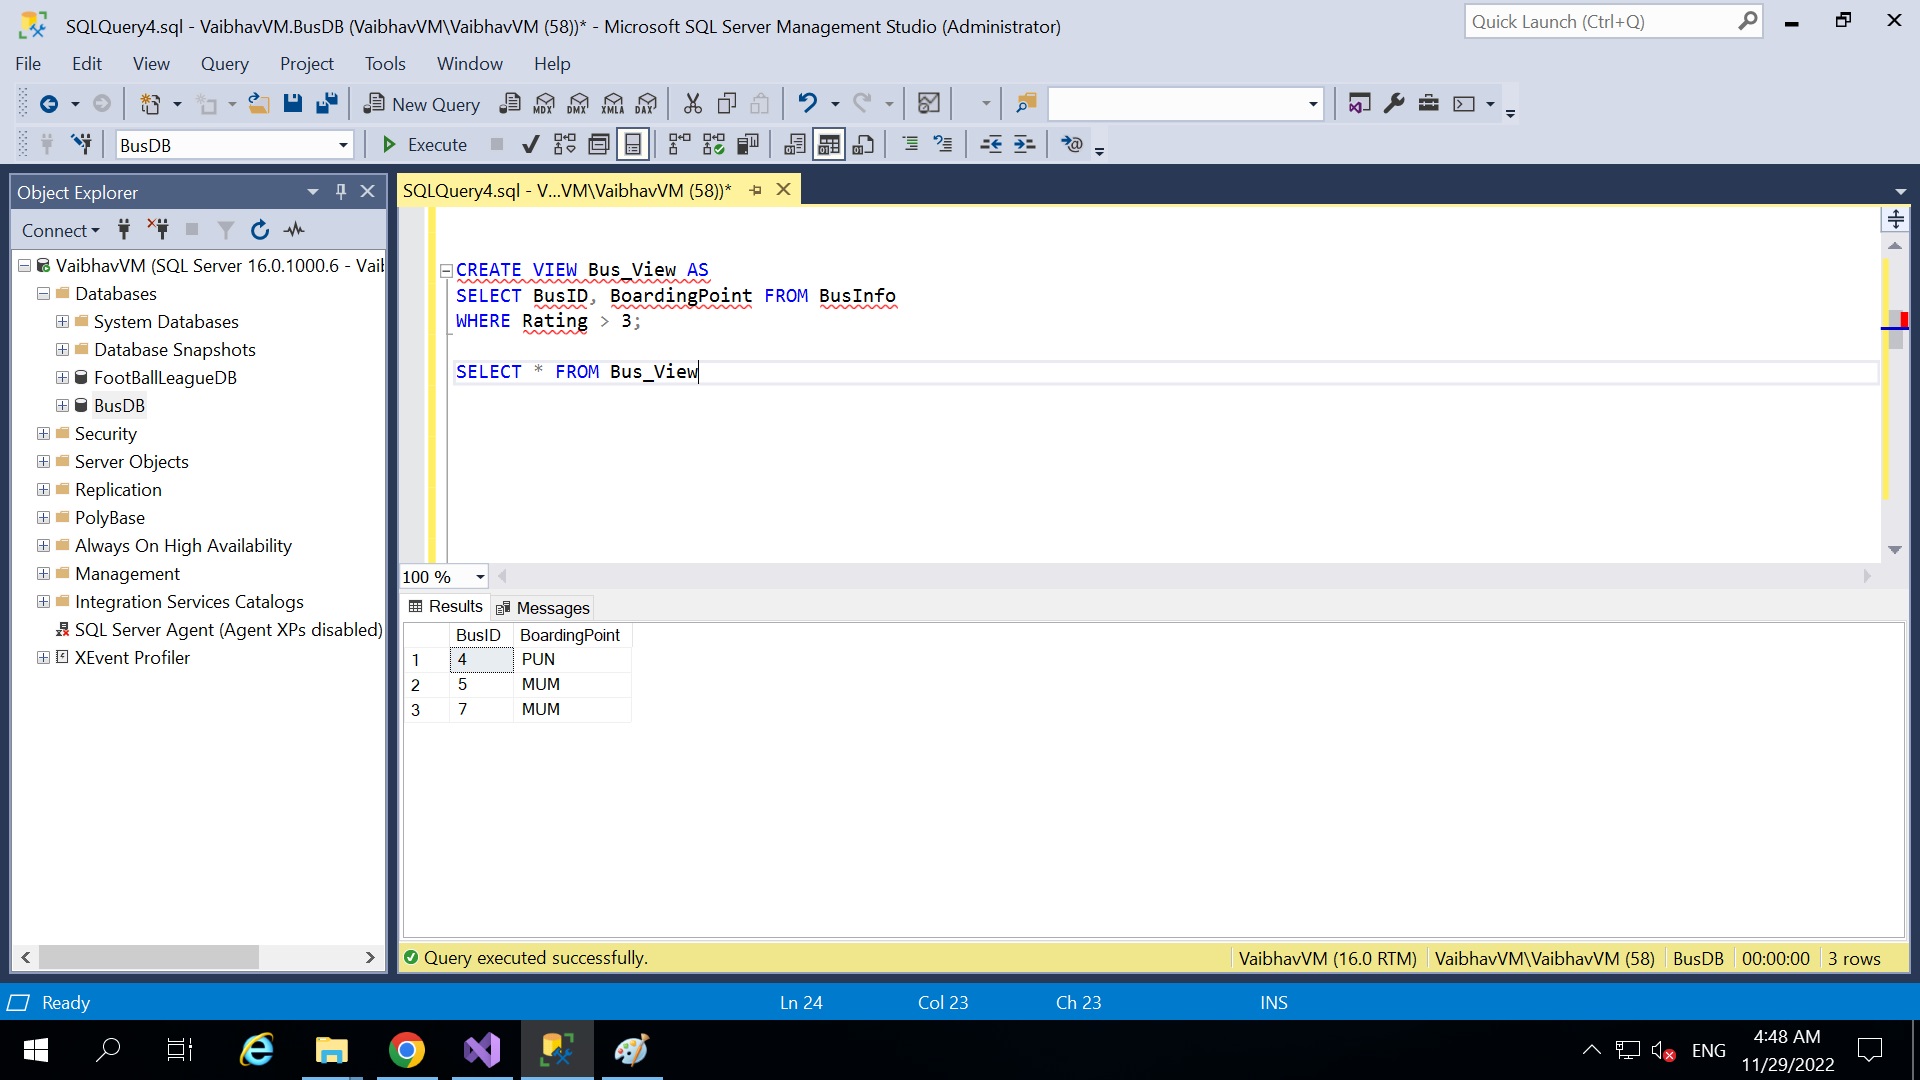 SQLQuery4.sql - VaibhavVM.BusDB (VaibhavVM\VaibhavVM (58))* - Microsoft SQL Server Management Studio (Administrator)
Quick Launch (Ctrl+Q)
File Edit View Query Project Tools Window Help
New Query MDX DMX XMLA DAX
BusDB Execute
Object Explorer
Connect
VaibhavVM (SQL Server 16.0.1000.6 - Vai
Databases
System Databases
Database Snapshots
FootBallLeagueDB
BusDB
Security
Server Objects
Replication
PolyBase
Always On High Availability
Management
Integration Services Catalogs
SQL Server Agent (Agent XPs disabled)
XEvent Profiler
SQLQuery4.sql - V...VM\VaibhavVM (58))*
CREATE VIEW Bus_View AS
SELECT BusID, BoardingPoint FROM BusInfo
WHERE Rating > 3;
SELECT * FROM Bus_View
100 %
Results Messages
BusID BoardingPoint
1 4 PUN
2 5 MUM
3 7 MUM
Query executed successfully. VaibhavVM (16.0 RTM) VaibhavVM\VaibhavVM (58) BusDB 00:00:00 3 rows
Ready Ln 24 Col 23 Ch 23 INS
ENG
4:48 AM
11/29/2022